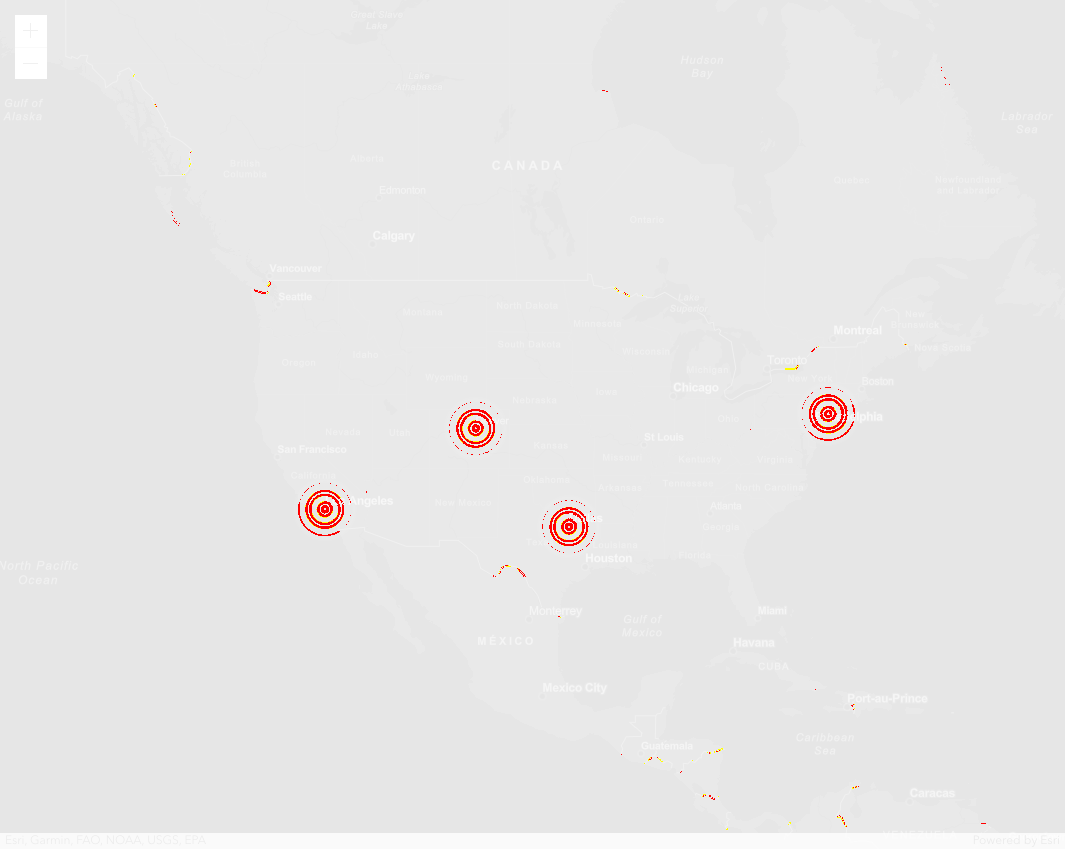 Great Slave
Lake
Hudson
Bay
Gulf of
Alaska
Lake
Athabasca
Labrador
Sea
CANADA
British
Columbia
Alberta
Edmonton
Quebec
Newfoundland
and Labrador
Ontario
Calgary
Vancouver
Seattle
Montana
North Dakota
Minnesota
Lake
Superior
New
Brunswick
Nova Scotia
Montreal
Oregon
Idaho
South Dakota
Wisconsin
Michigan
Toronto
New York
Wyoming
Chicago
Boston
Nebraska
Iowa
Ohio
phia
Nevada
Utah
San Francisco
Kansas
St Louis
Missouri
Kentucky
Virginia
California
Angeles
New Mexico
Oklahoma
Arkansas
Tennessee
North Carolina
Atlanta
Georgia
Houston
Louisiana
Florida
North Pacific
Ocean
Monterrey
Gulf of
Mexico
Miami
MÉXICO
Havana
CUBA
Mexico City
Port-au-Prince
Guatemala
Caribbean
Sea
Caracas
VENEZUELA
Esri, Garmin, FAO, NOAA, USGS, EPA
Powered by Esri